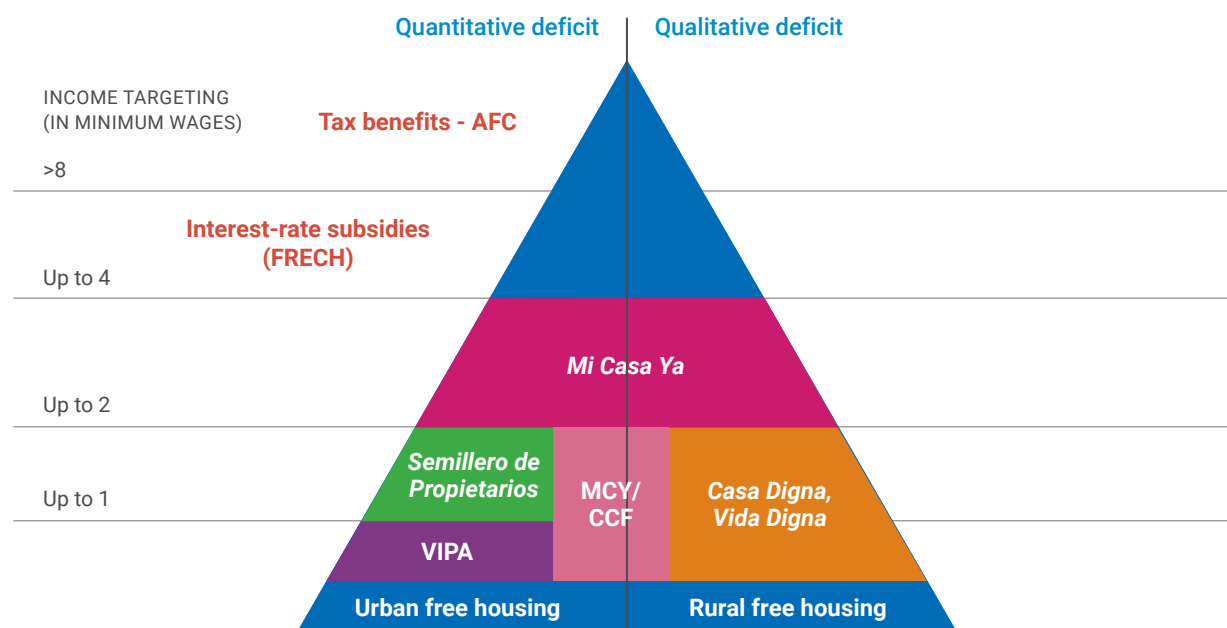 Quantitative deficit
Qualitative deficit
INCOME TARGETING
(IN MINIMUM WAGES)
Tax benefits - AFC
>8
Interest-rate subsidies
(FRECH)
Up to 4
Mi Casa Ya
Up to 2
Semillero de
Propietarios
MCY/
CCF
Casa Digna,
Vida Digna
Up to 1
VIPA
Urban free housing
Rural free housing